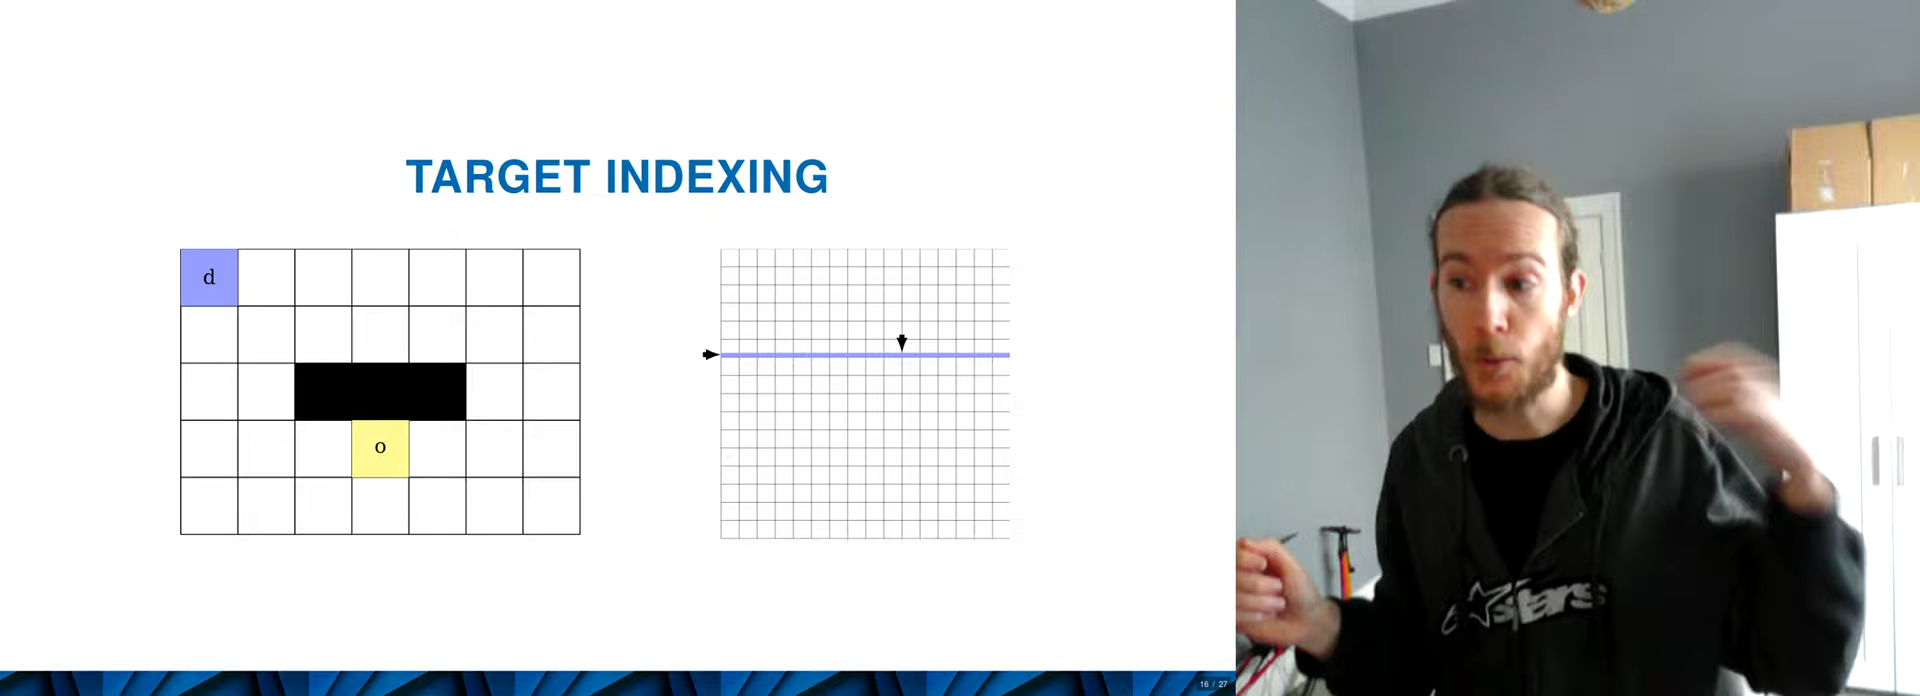 TARGET INDEXING
d
o
16 / 27
stars